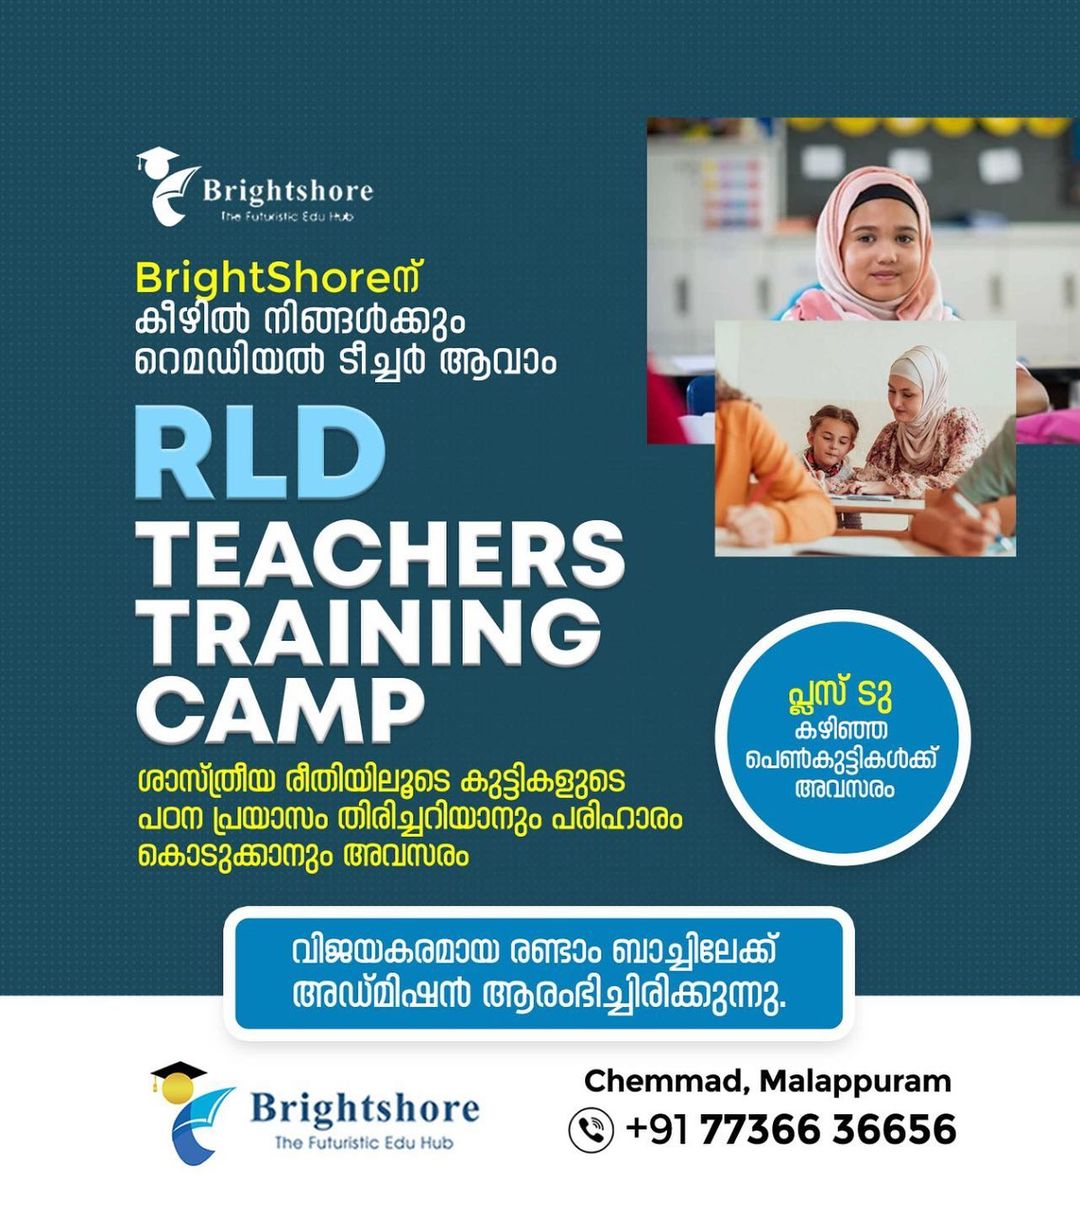 Brightshore
The Futuristic Edu Hub
BrightShoreന്
കീഴിൽ നിങ്ങൾക്കും
റെമഡിയൽ ടീച്ചർ ആവാം
RLD
TEACHERS
TRAINING
CAMP
ശാസ്ത്രീയ രീതിയിലൂടെ കുട്ടികളുടെ
പഠന പ്രയാസം തിരിച്ചറിയാനും പരിഹാരം
കൊടുക്കാനും അവസരം
പ്ലസ് ടു
കഴിഞ്ഞ
പെൺകുട്ടികൾക്ക്
അവസരം
വിജയകരമായ രണ്ടാം ബാച്ചിലേക്ക്
അഡ്മിഷൻ ആരംഭിച്ചിരിക്കുന്നു.
Brightshore
The Futuristic Edu Hub
Chemmad, Malappuram
+91 77366 36656